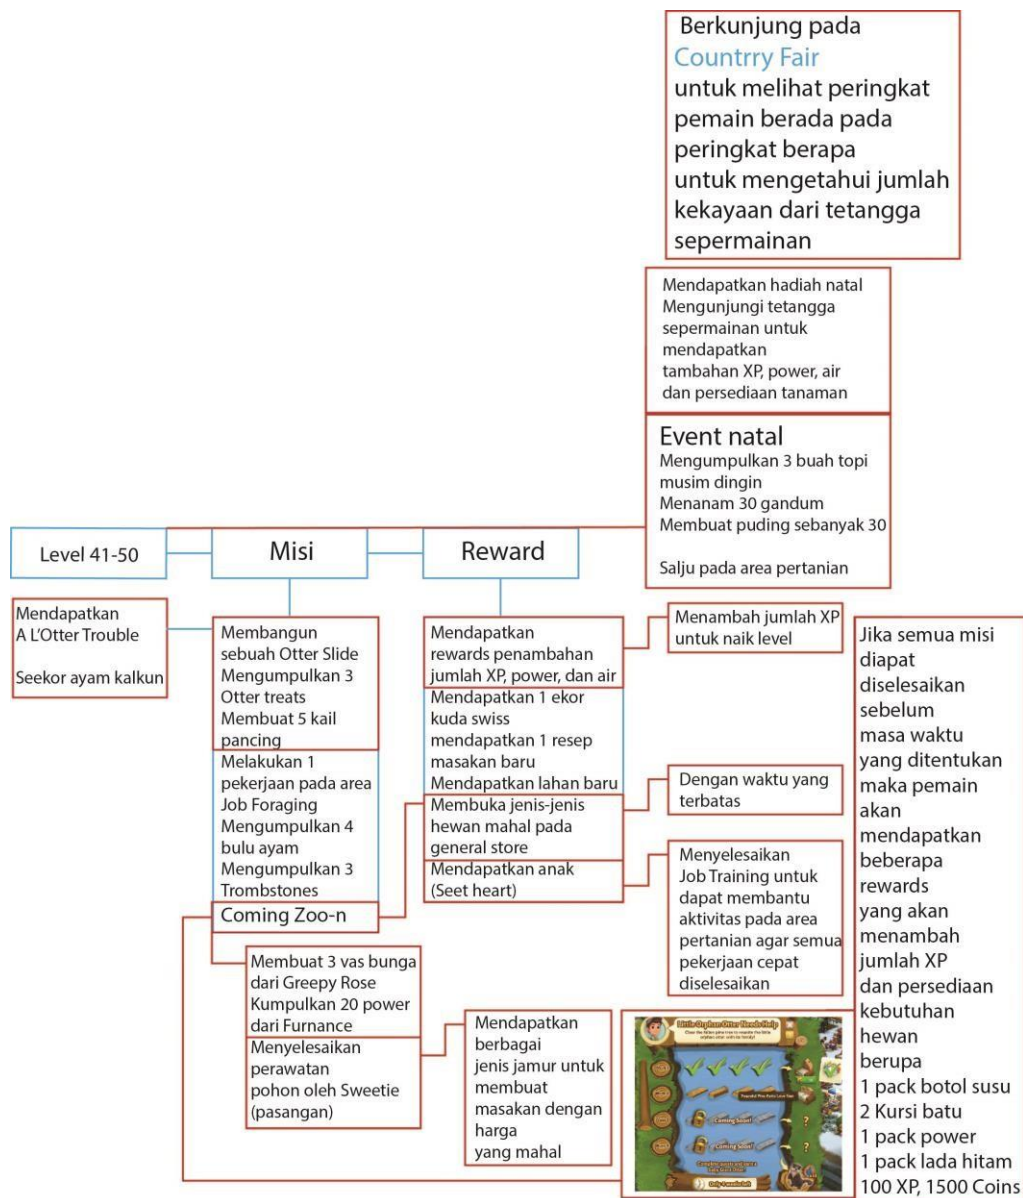 Berkunjung pada
Countrry Fair
untuk melihat peringkat
pemain berada pada
peringkat berapa
untuk mengetahui jumlah
kekayaan dari tetangga
sepermainan
Mendapatkan hadiah natal
Mengunjungi tetangga
sepermainan untuk
mendapatkan
tambahan XP, power, air
dan persediaan tanaman
Event natal
Mengumpulkan 3 buah topi
musim dingin
Menanam 30 gandum
Membuat puding sebanyak 30
Salju pada area pertanian
Level 41-50
Misi
Reward
Mendapatkan
A L'Otter Trouble
Seekor ayam kalkun
Membangun
sebuah Otter Slide
Mengumpulkan 3
Otter treats
Membuat 5 kail
pancing
Melakukan 1
pekerjaan pada area
Job Foraging
Mengumpulkan 4
bulu ayam
Mengumpulkan 3
Trombstones
Coming Zoo-n
Membuat 3 vas bunga
dari Greepy Rose
Kumpulkan 20 power
dari Furnance
Menyelesaikan
perawatan
pohon oleh Sweetie
(pasangan)
Mendapatkan
rewards penambahan
jumlah XP, power, dan air
Mendapatkan 1 ekor
kuda swiss
mendapatkan 1 resep
masakan baru
Mendapatkan lahan baru
Membuka jenis-jenis
hewan mahal pada
general store
Mendapatkan anak
(Seet heart)
Mendapatkan
berbagai
jenis jamur untuk
membuat
masakan dengan
harga
yang mahal
Menambah jumlah XP
untuk naik level
Dengan waktu yang
terbatas
Menyelesaikan
Job Training untuk
dapat membantu
aktivitas pada area
pertanian agar semua
pekerjaan cepat
diselesaikan
Little Orphan Otter Needs Help
Coming Soon!
?
Coming Soon!
?
Only 4 weeks left
Jika semua misi
diapat
diselesaikan
sebelum
masa waktu
yang ditentukan
maka pemain
akan
mendapatkan
beberapa
rewards
yang akan
menambah
jumlah XP
dan persediaan
kebutuhan
hewan
berupa
1 pack botol susu
2 Kursi batu
1 pack power
1 pack lada hitam
100 XP, 1500 Coins